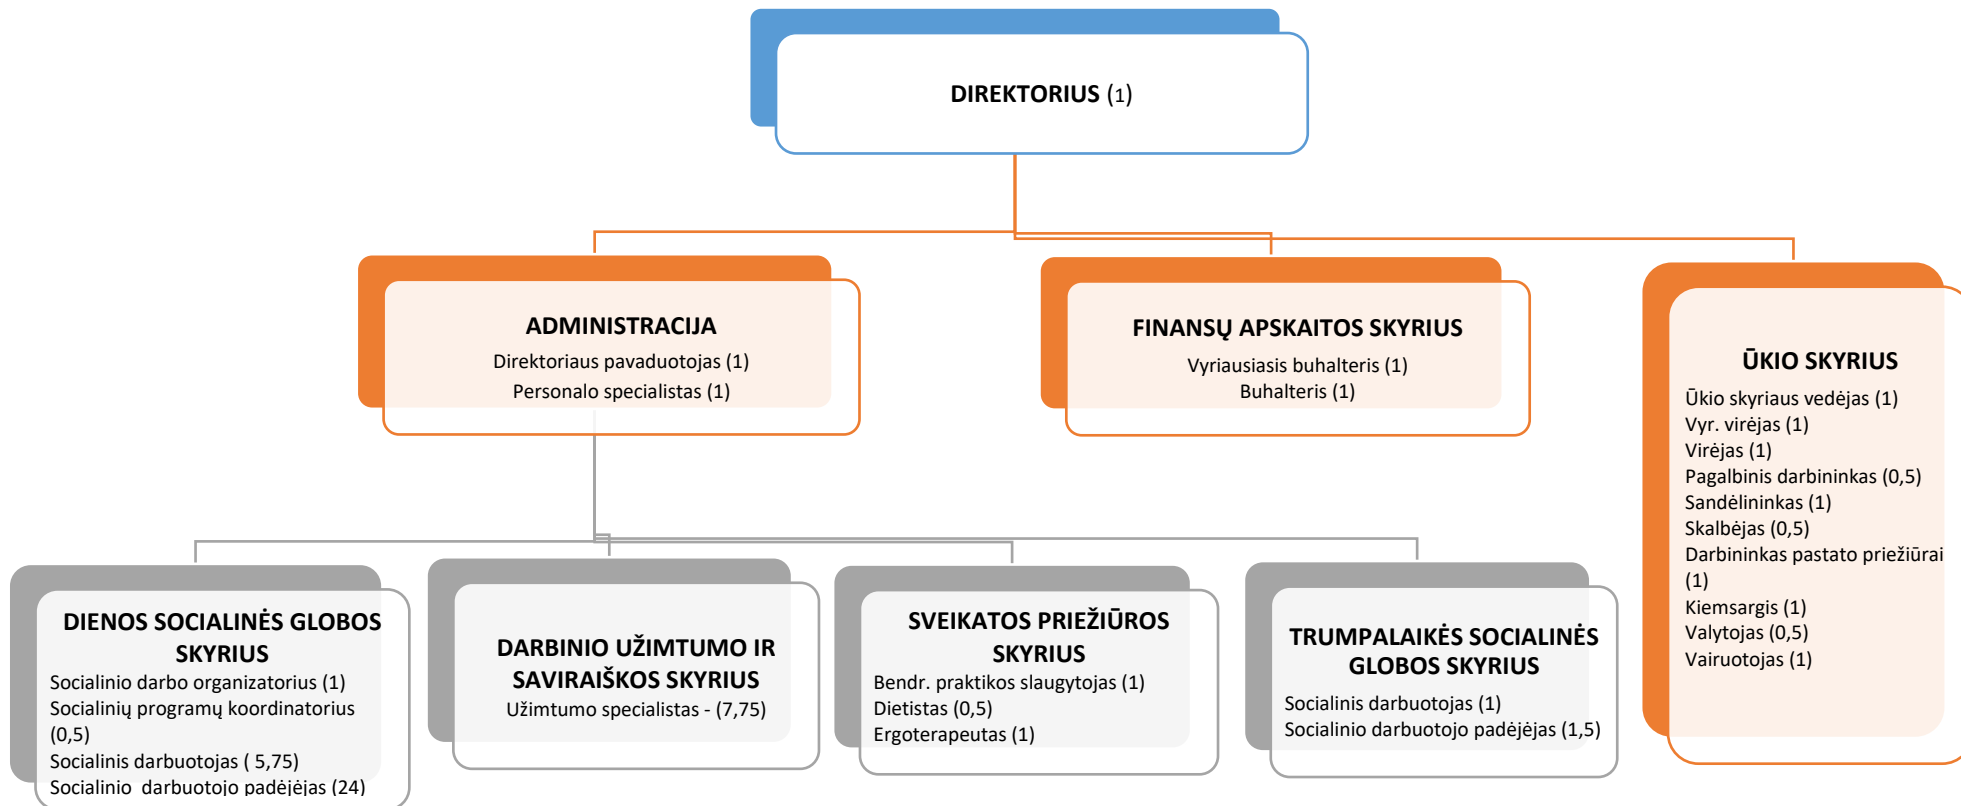 DIREKTORIUS (1)
ADMINISTRACIJA
Direktoriaus pavaduotojas (1)
Personalo specialistas (1)
FINANSŲ APSKAITOS SKYRIUS
Vyriausiasis buhalteris (1)
Buhalteris (1)
ŪKIO SKYRIUS
Ūkio skyriaus vedėjas (1)
Vyr. virėjas (1)
Virėjas (1)
Pagalbinis darbininkas (0,5)
Sandėlininkas (1)
Skalbėjas (0,5)
Darbininkas pastato priežiūrai
(1)
Kiemsargis (1)
Valytojas (0,5)
Vairuotojas (1)
DIENOS SOCIALINĖS GLOBOS
SKYRIUS
Socialinio darbo organizatorius (1)
Socialinių programų koordinatorius
(0,5)
Socialinis darbuotojas ( 5,75)
Socialinio  darbuotojo padėjėjas (24)
DARBINIO UŽIMTUMO IR
SAVIRAIŠKOS SKYRIUS
Užimtumo specialistas - (7,75)
SVEIKATOS PRIEŽIŪROS
SKYRIUS
Bendr. praktikos slaugytojas (1)
Dietistas (0,5)
Ergoterapeutas (1)
TRUMPALAIKĖS SOCIALINĖS
GLOBOS SKYRIUS
Socialinis darbuotojas (1)
Socialinio darbuotojo padėjėjas (1,5)